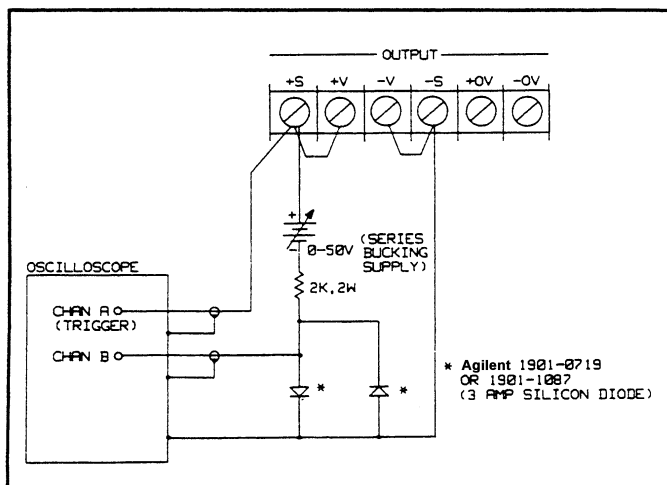 OUTPUT
+S +V -V -S +OV -OV
+
- 0-50V
(SERIES
BUCKING
SUPPLY)
OSCILLOSCOPE
2K,2W
CHAN A
(TRIGGER)
CHAN B
*
*
* Agilent 1901-0719
OR 1901-1087
(3 AMP SILICON DIODE)